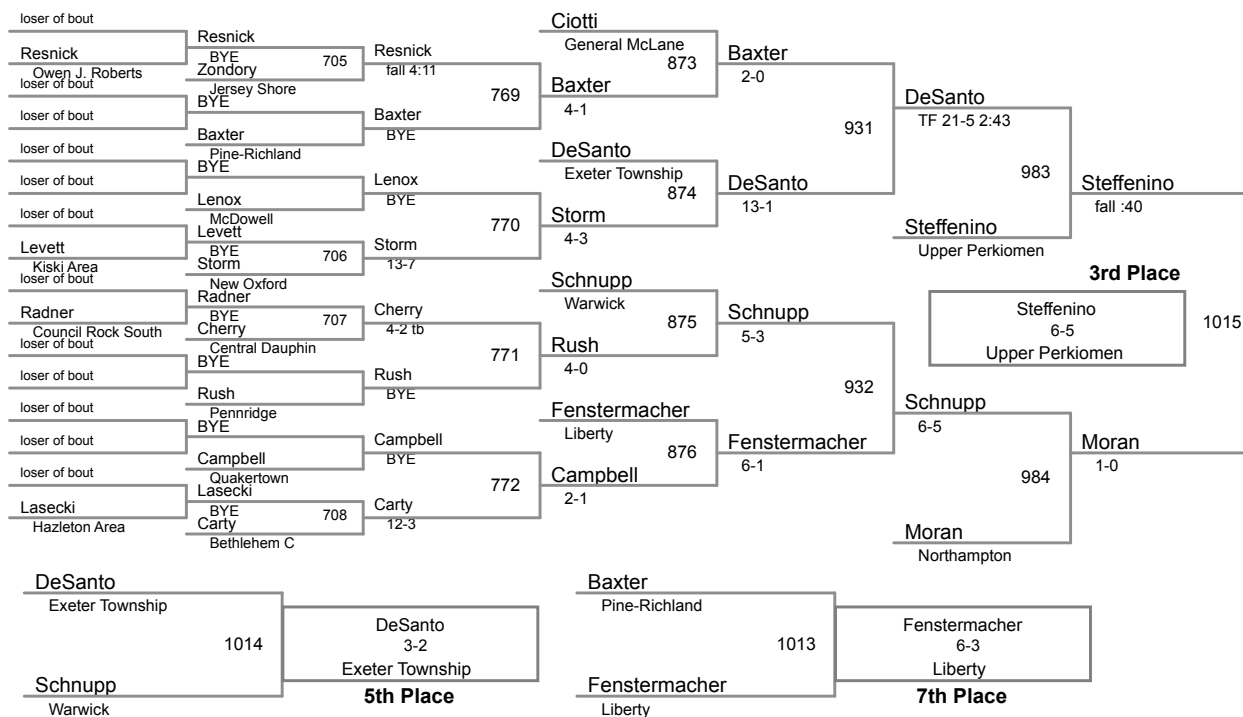 loser of bout
Resnick
Owen J. Roberts
loser of bout
loser of bout
loser of bout
loser of bout
loser of bout
Levett
Kiski Area
loser of bout
Radner
Council Rock South
loser of bout
loser of bout
loser of bout
loser of bout
loser of bout
Lasecki
Hazleton Area
Resnick
BYE
705
Zondory
Jersey Shore
BYE
Baxter
Pine-Richland
BYE
Lenox
McDowell
Levett
BYE
706
Storm
New Oxford
Radner
BYE
707
Cherry
Central Dauphin
BYE
Rush
Pennridge
BYE
Campbell
Quakertown
Lasecki
BYE
708
Carty
Bethlehem C
Resnick
fall 4:11
769
Baxter
BYE
Lenox
BYE
770
Storm
13-7
Cherry
4-2 tb
771
Rush
BYE
Campbell
BYE
772
Carty
12-3
Ciotti
General McLane
873
Baxter
4-1
DeSanto
Exeter Township
874
Storm
4-3
Schnupp
Warwick
875
Rush
4-0
Fenstermacher
Liberty
876
Campbell
2-1
Baxter
2-0
931
DeSanto
13-1
Schnupp
5-3
932
Fenstermacher
6-1
DeSanto
TF 21-5 2:43
983
Steffenino
Upper Perkiomen
Schnupp
6-5
984
Moran
Northampton
Steffenino
fall :40
3rd Place
Steffenino
6-5
Upper Perkiomen
1015
Moran
1-0
DeSanto
Exeter Township
1014
Schnupp
Warwick
DeSanto
3-2
Exeter Township
5th Place
Baxter
Pine-Richland
1013
Fenstermacher
Liberty
Fenstermacher
6-3
Liberty
7th Place